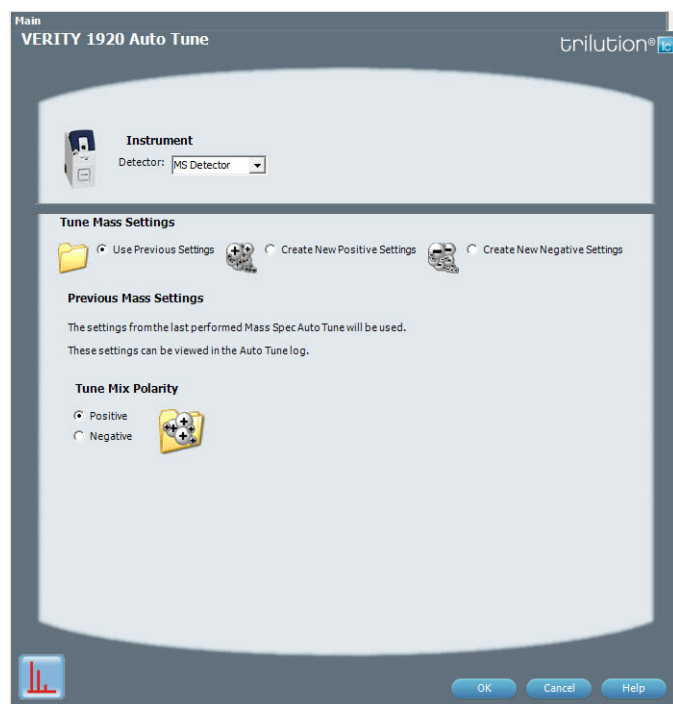 Main
VERITY 1920 Auto Tune
trilution® lc
Instrument
Detector: MS Detector
Tune Mass Settings
Use Previous Settings Create New Positive Settings Create New Negative Settings
Previous Mass Settings
The settings from the last performed Mass Spec Auto Tune will be used.
These settings can be viewed in the Auto Tune log.
Tune Mix Polarity
Positive
Negative
OK Cancel Help